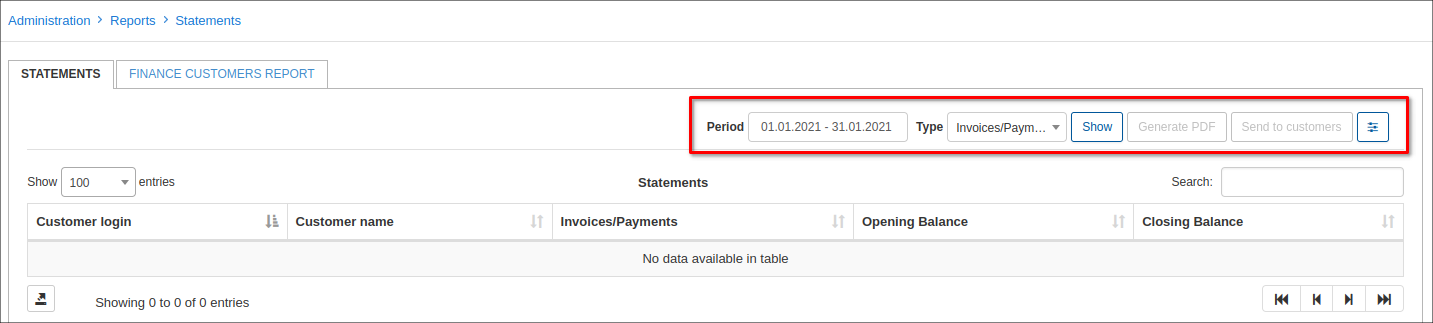 Administration > Reports > Statements
STATEMENTS FINANCE CUSTOMERS REPORT
Period 01.01.2021 - 31.01.2021 Type Invoices/Paym... Show Generate PDF Send to customers
Show 100 entries Statements Search:
Customer login Customer name Invoices/Payments Opening Balance Closing Balance
No data available in table
Showing 0 to 0 of 0 entries